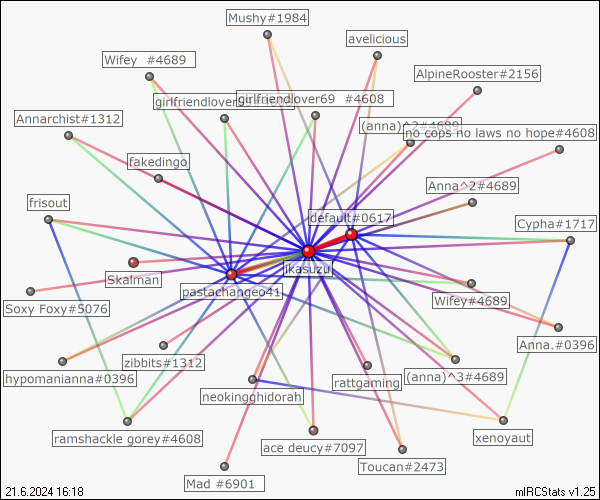 Mushy#1984
avelicious
Wifey  #4689
AlpineRooster#2156
girlfriendlover
girlfriendlover69  #4608
Annarchist#1312
(anna)^2#4689
no cops no laws no hope#4608
fakedingo
Anna^2#4689
frisout
default#0617
Cypha#1717
Skalman
ikasuzu
pastachangeo41
Wifey#4689
Soxy Foxy#5076
Anna.#0396
zibbits#1312
hypomanianna#0396
rattgaming
(anna)^3#4689
neokingghidorah
ramshackle gorey#4608
xenoyaut
ace deucy#7097
Toucan#2473
Mad #6901
21.6.2024 16:18
mIRCStats v1.25